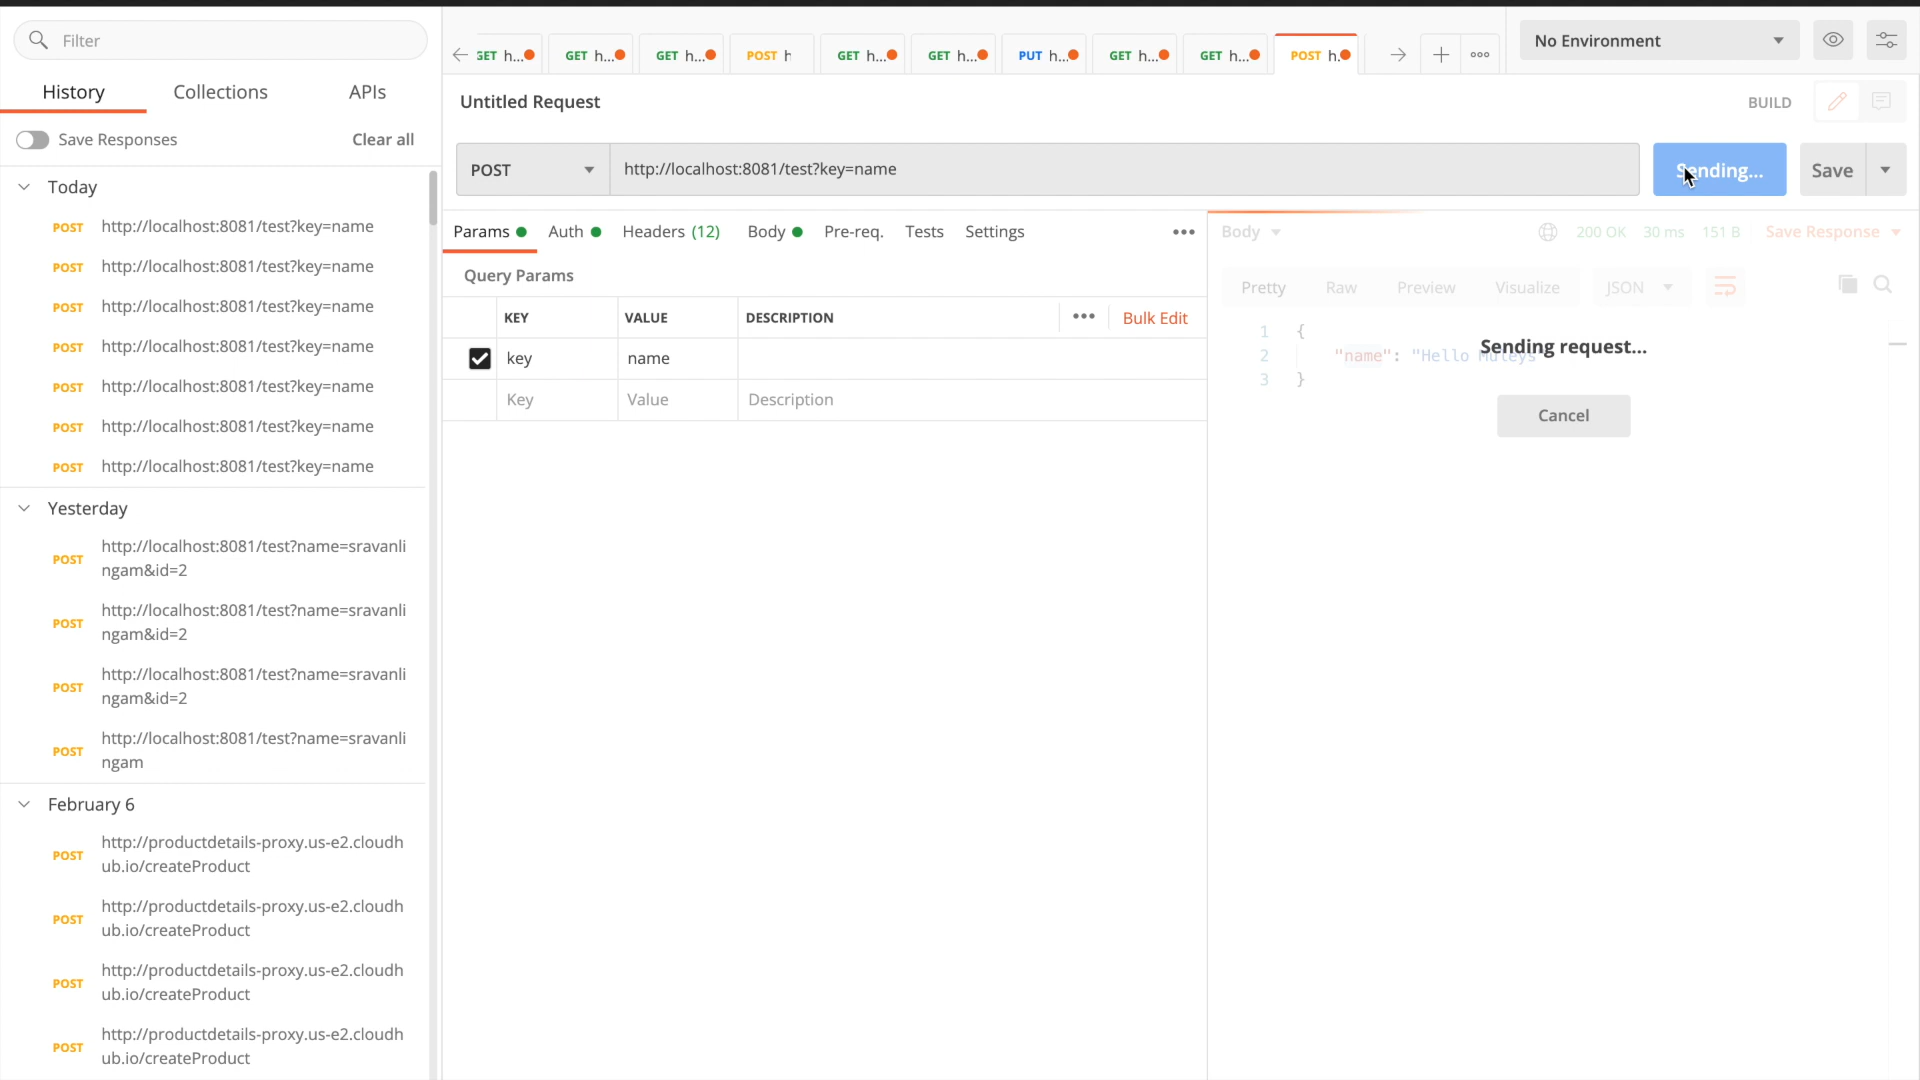 Filter
GET h...
GET h...
GET h...
POST h
GET h...
GET h...
PUT h...
GET h...
GET h...
POST h.
No Environment
History
Collections
APIs
Untitled Request
BUILD
Save Responses
Clear all
POST
http://localhost:8081/test?key=name
Sending...
Save
Today
POST http://localhost:8081/test?key=name
POST http://localhost:8081/test?key=name
POST http://localhost:8081/test?key=name
POST http://localhost:8081/test?key=name
POST http://localhost:8081/test?key=name
POST http://localhost:8081/test?key=name
POST http://localhost:8081/test?key=name
Yesterday
POST http://localhost:8081/test?name=sravanli
ngam&id=2
POST http://localhost:8081/test?name=sravanli
ngam&id=2
POST http://localhost:8081/test?name=sravanli
ngam&id=2
POST http://localhost:8081/test?name=sravanli
ngam
February 6
POST http://productdetails-proxy.us-e2.cloudh
ub.io/createProduct
POST http://productdetails-proxy.us-e2.cloudh
ub.io/createProduct
POST http://productdetails-proxy.us-e2.cloudh
ub.io/createProduct
POST http://productdetails-proxy.us-e2.cloudh
ub.io/createProduct
Params Auth Headers (12) Body Pre-req. Tests Settings
Query Params
KEY VALUE DESCRIPTION Bulk Edit
key name
Key Value Description
Body 200 OK 30 ms 151 B Save Response
Pretty Raw Preview Visualize JSON
1 {
2 "name": "Hello Muleys"
3 }
Sending request...
Cancel